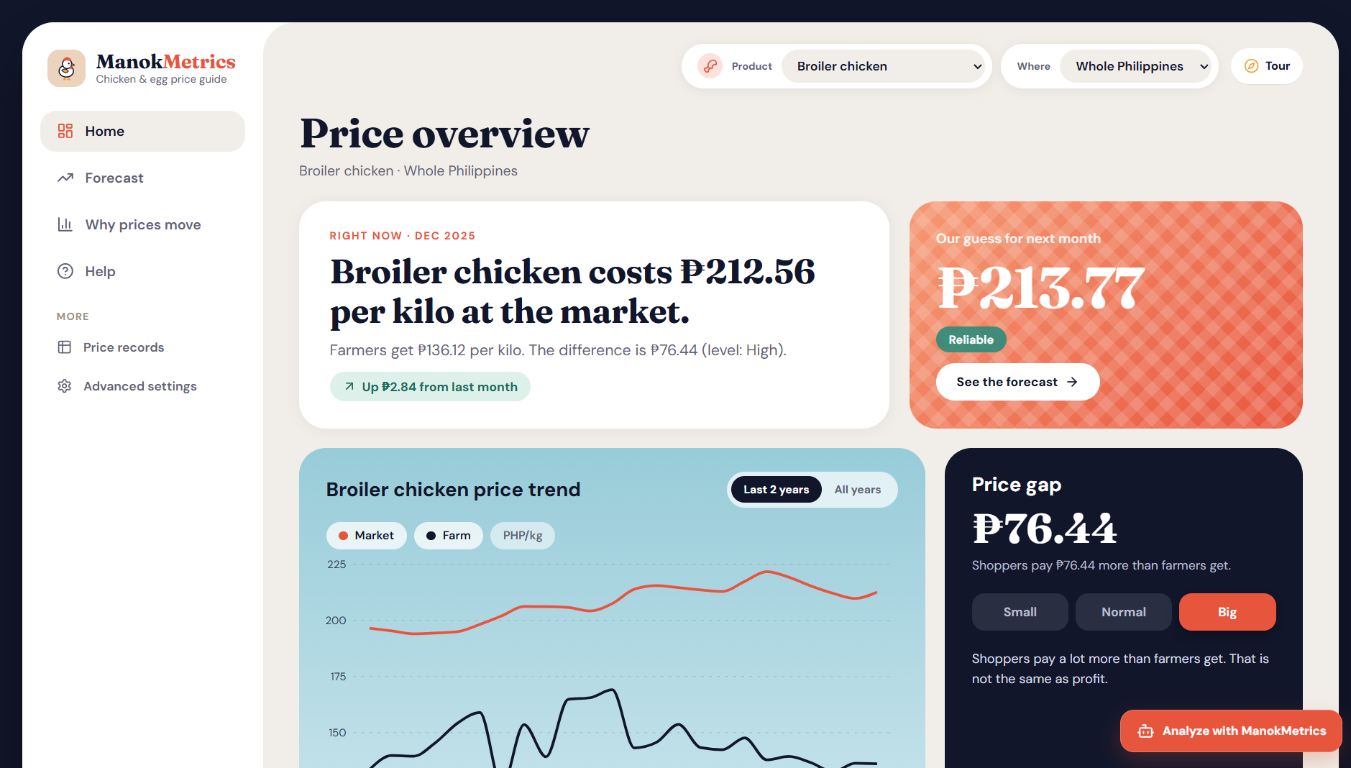 ManokMetrics
Chicken & egg price guide
Home
Forecast
Why prices move
Help
MORE
Price records
Advanced settings
Product
Broiler chicken
Where
Whole Philippines
Tour
Price overview
Broiler chicken · Whole Philippines
RIGHT NOW · DEC 2025
Broiler chicken costs ₱212.56
per kilo at the market.
Farmers get ₱136.12 per kilo. The difference is ₱76.44 (level: High).
Up ₱2.84 from last month
Our guess for next month
₱213.77
Reliable
See the forecast
Broiler chicken price trend
Last 2 years
All years
Market
Farm
PHP/kg
225
200
175
150
Price gap
₱76.44
Shoppers pay ₱76.44 more than farmers get.
Small
Normal
Big
Shoppers pay a lot more than farmers get. That is
not the same as profit.
Analyze with ManokMetrics